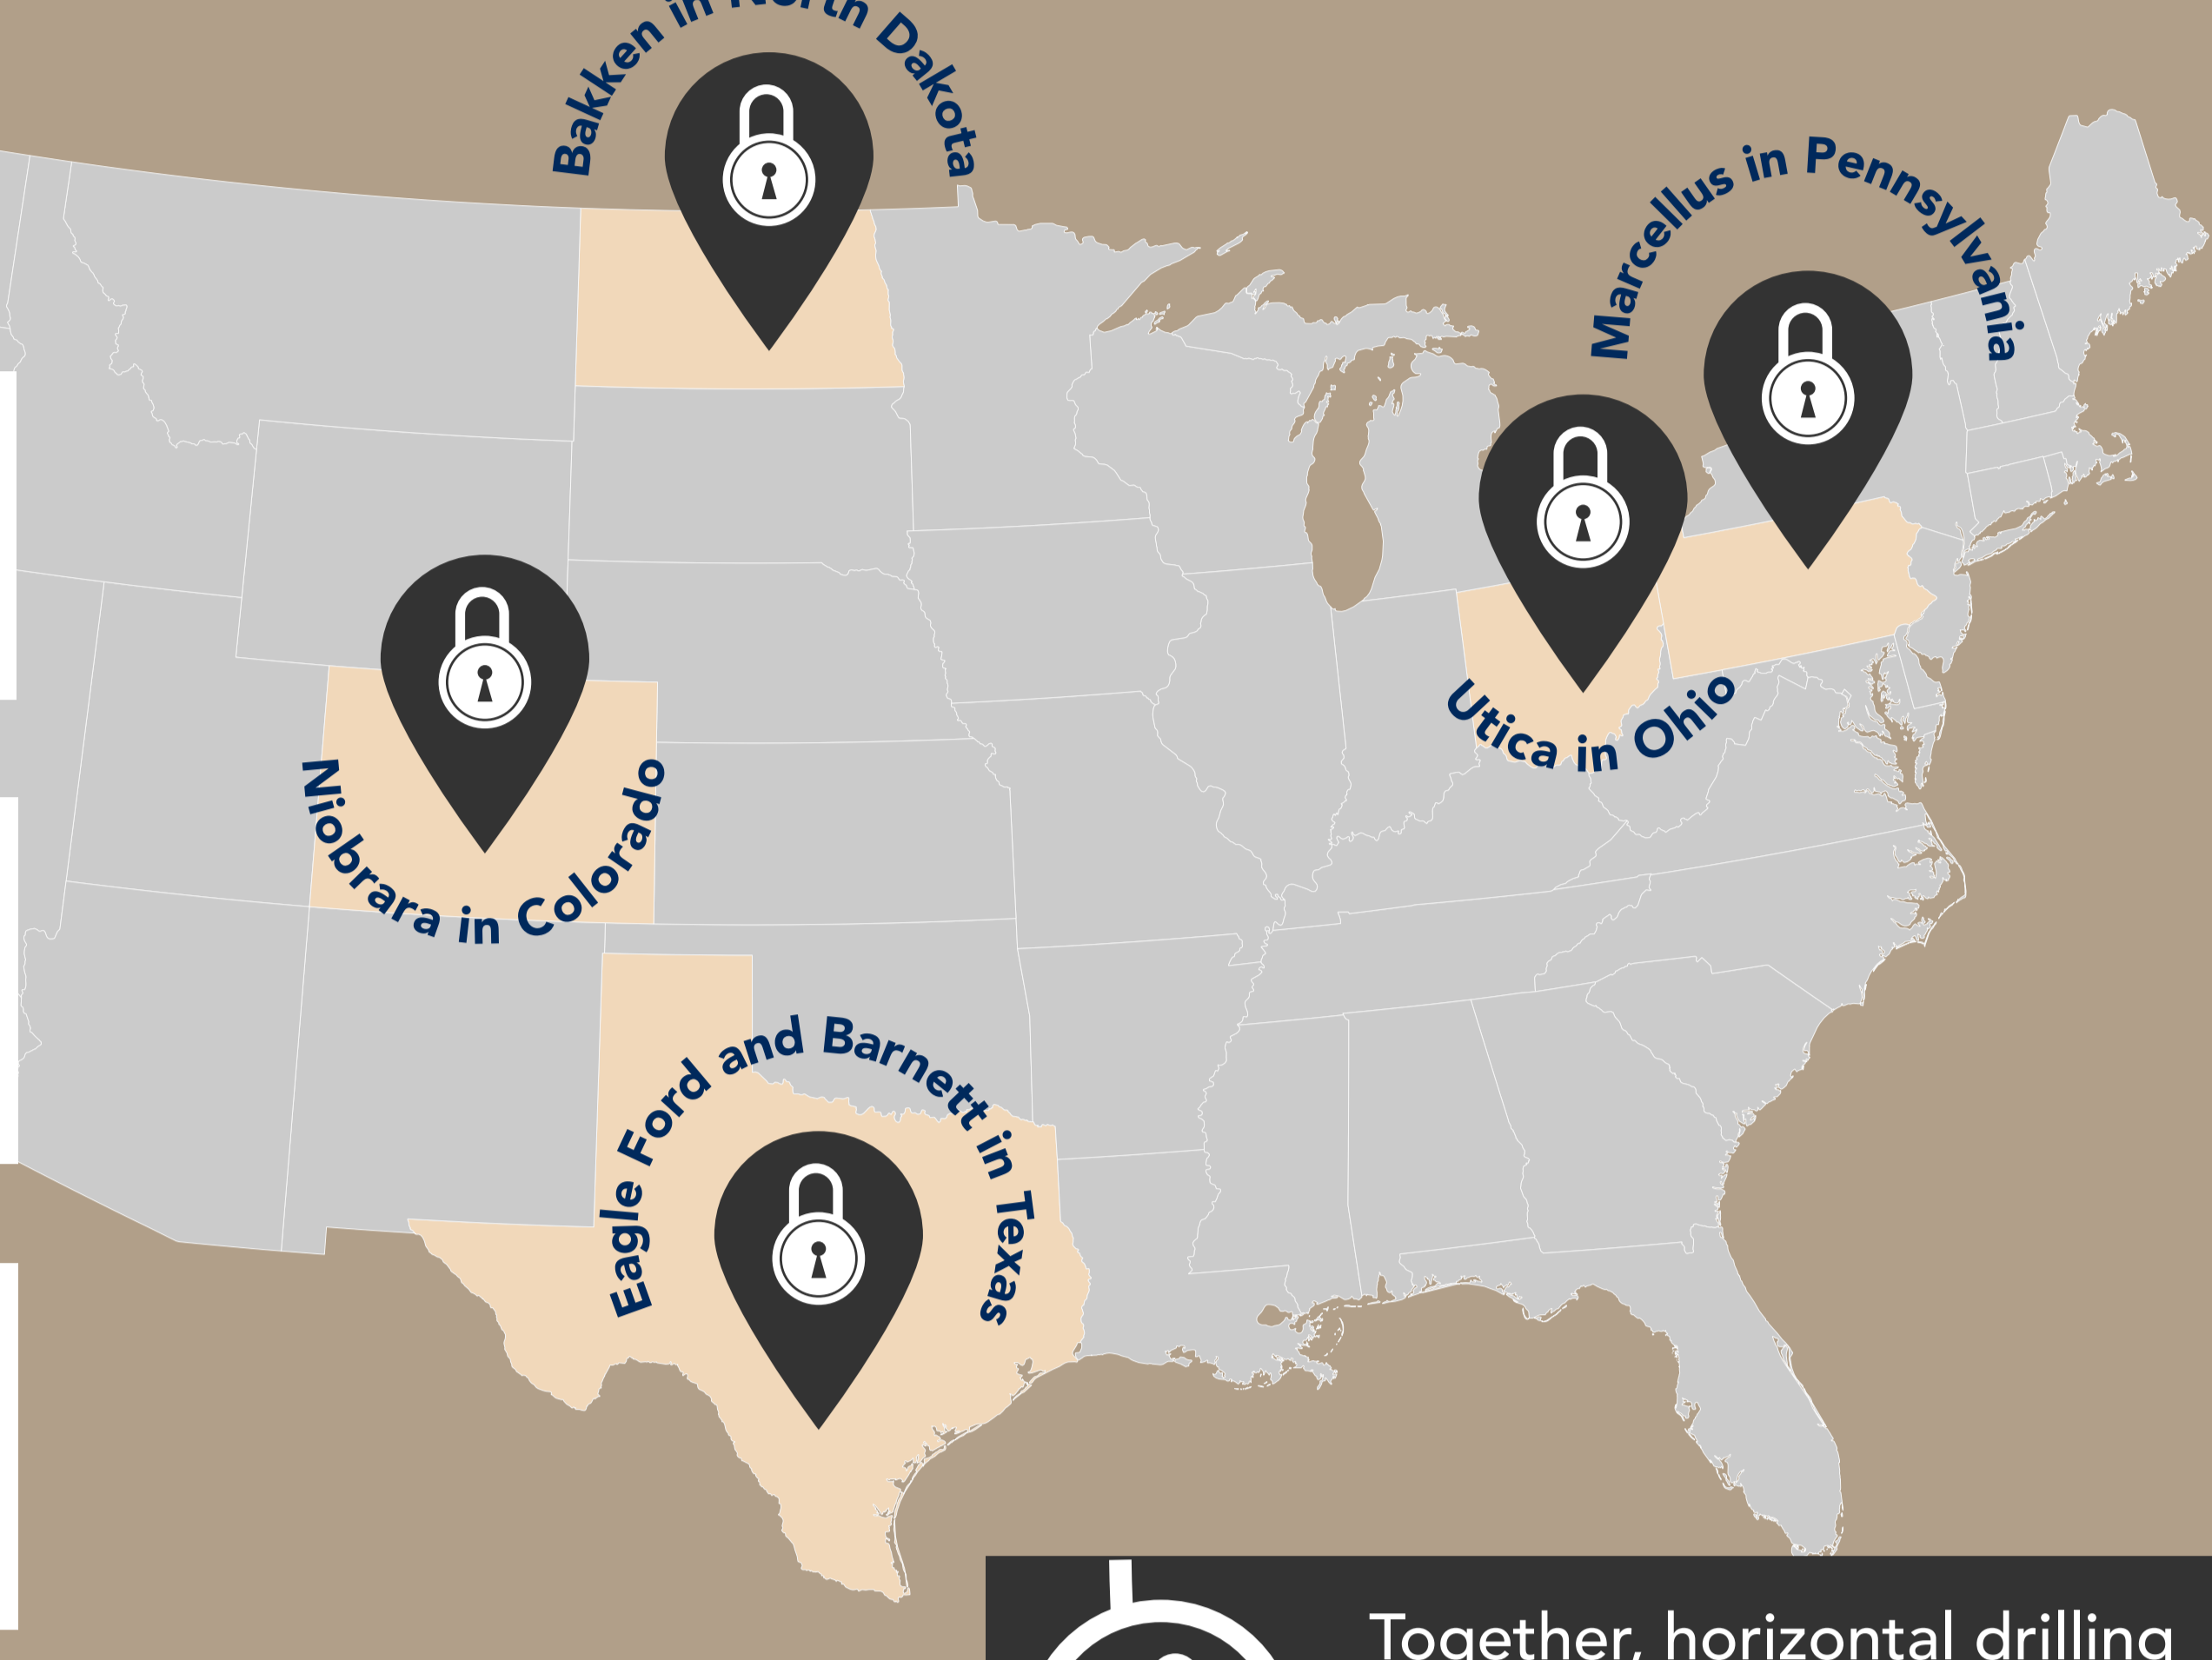 Bakken in North Dakota
Marcellus in Pennsylvania
Utica in Ohio
Niobrara in Colorado
Eagle Ford and Barnett in Texas
Together, horizontal drilling